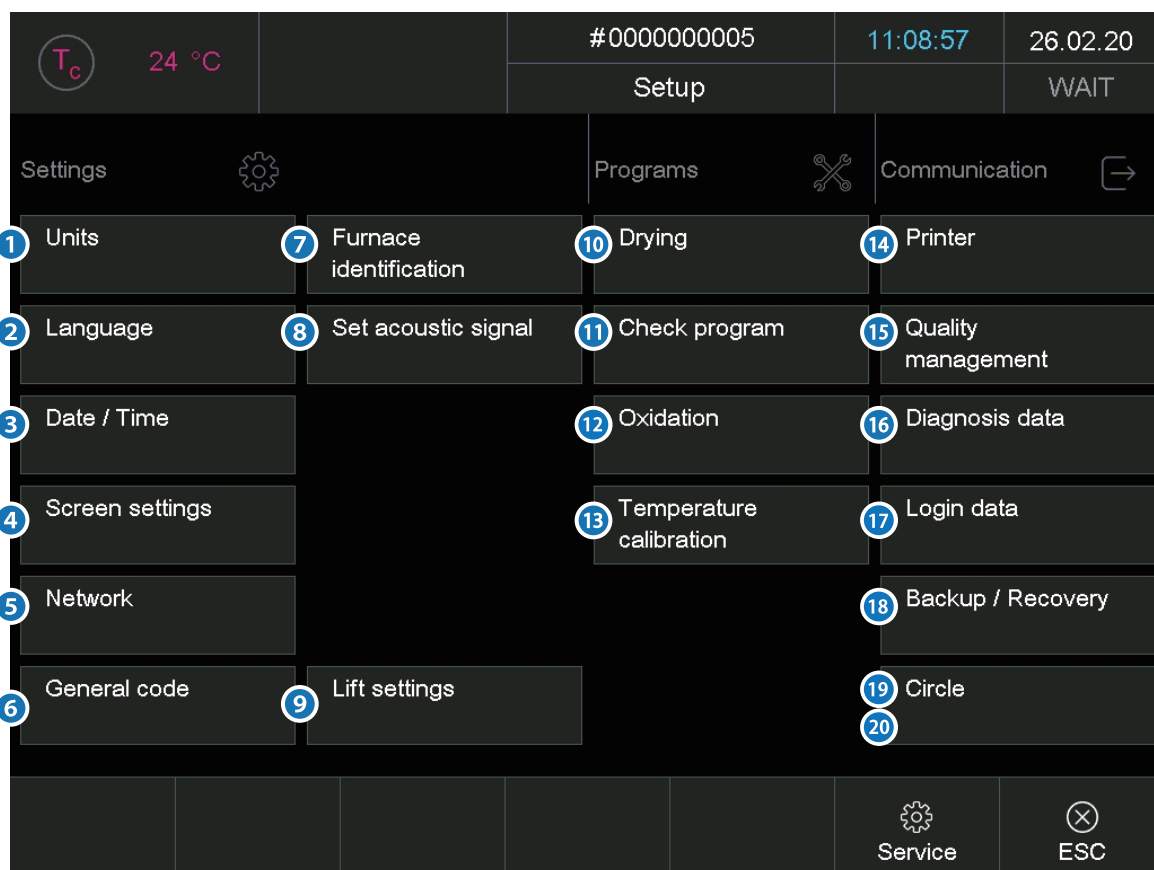 Tc 24 °C #0000000005 11:08:57 26.02.20
Setup WAIT
Settings Programs Communication
1 Units 7 Furnace identification 10 Drying 14 Printer
2 Language 8 Set acoustic signal 11 Check program 15 Quality management
3 Date / Time 12 Oxidation 16 Diagnosis data
4 Screen settings 13 Temperature calibration 17 Login data
5 Network 18 Backup / Recovery
6 General code 9 Lift settings 19 Circle
20
Service ESC